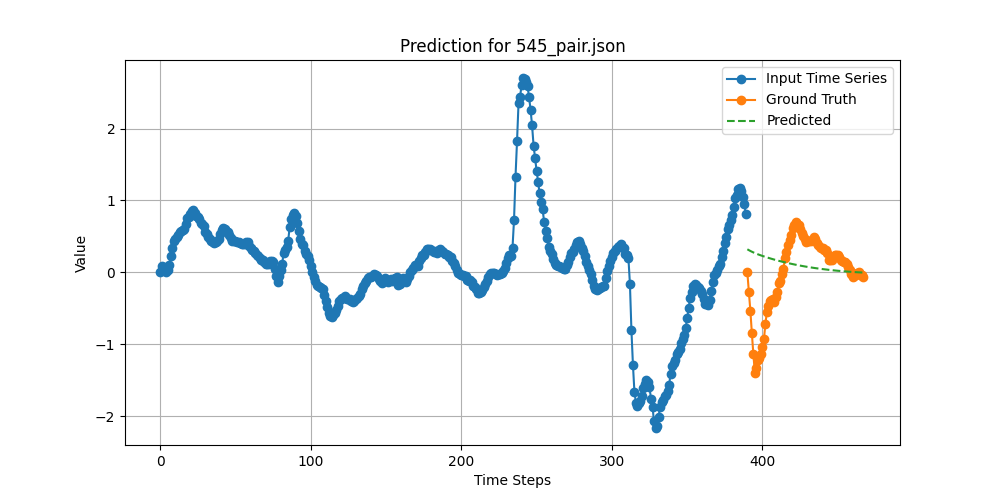 Prediction for 545_pair.json
Input Time Series
Ground Truth
Predicted
Value
2
1
0
−1
−2
0
100
200
300
400
Time Steps